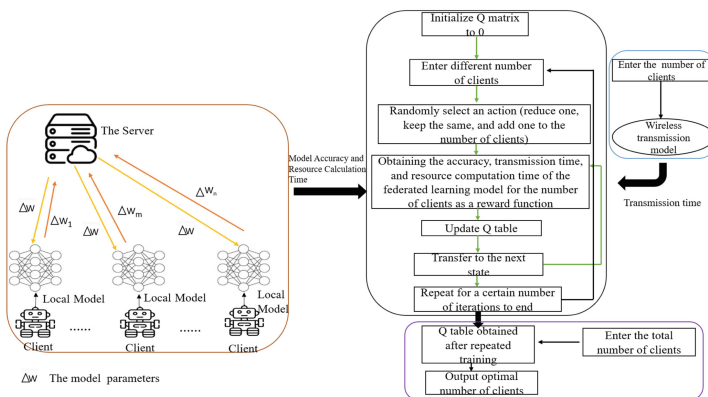 The Server
ΔW
ΔW₁
ΔW
ΔWₘ
ΔW
ΔWₙ
Local Model
Local Model
Local
Model
......
......
Client
Client
Client
ΔW The model parameters
Model Accuracy and
Resource Calculation
Time
Initialize Q matrix
to 0
Enter different number
of clients
Randomly select an action (reduce one,
keep the same, and add one to the
number of clients)
Obtaining the accuracy, transmission time,
and resource computation time of the
federated learning model for the number
of clients as a reward function
Update Q table
Transfer to the next
state
Repeat for a certain number
of iterations to end
Enter the number of
clients
Wireless
transmission
model
Transmission time
Q table obtained
after repeated
training
Enter the total
number of clients
Output optimal
number of clients